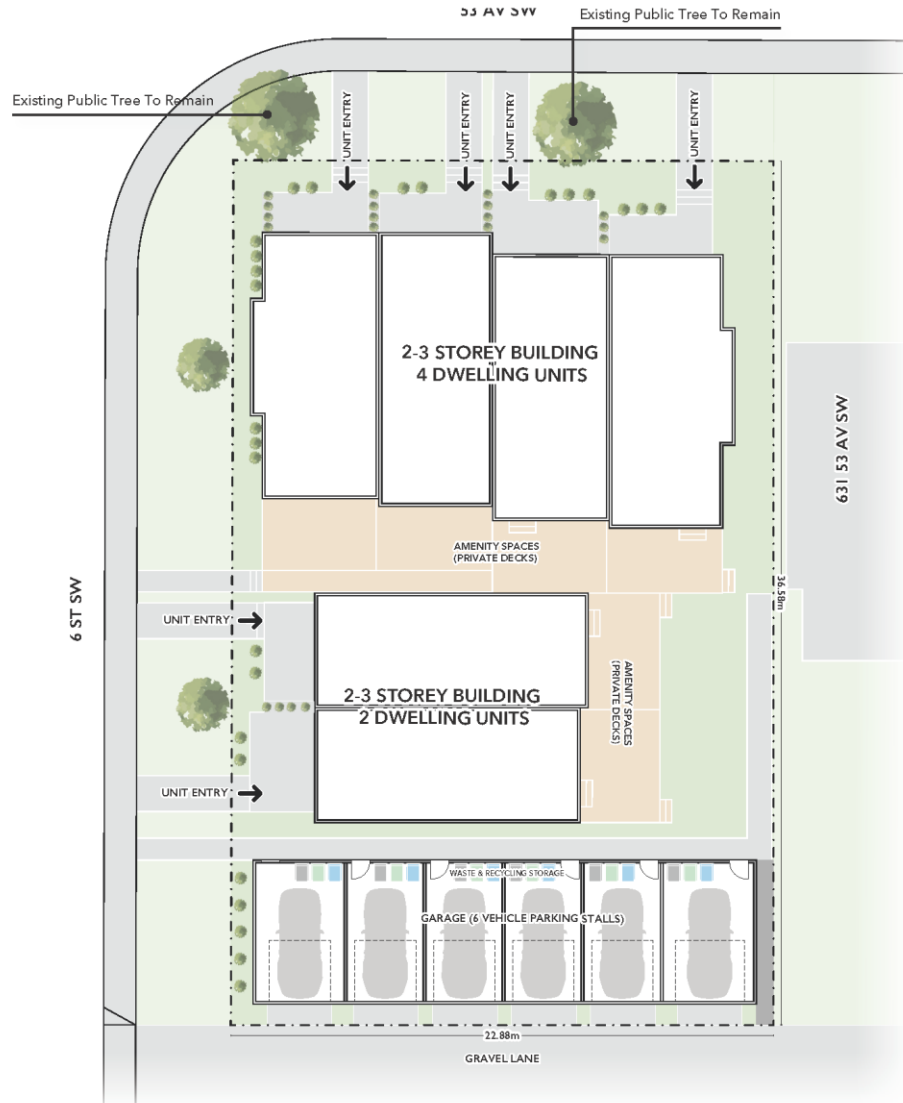 53 AV SW
Existing Public Tree To Remain
Existing Public Tree To Remain
UNIT ENTRY
UNIT ENTRY
UNIT ENTRY
UNIT ENTRY
2-3 STOREY BUILDING
4 DWELLING UNITS
631 53 AV SW
AMENITY SPACES
(PRIVATE DECKS)
36.58m
6 ST SW
UNIT ENTRY
2-3 STOREY BUILDING
2 DWELLING UNITS
AMENITY SPACES
(PRIVATE DECKS)
UNIT ENTRY
WASTE & RECYCLING STORAGE
GARAGE (6 VEHICLE PARKING STALLS)
22.88m
GRAVEL LANE